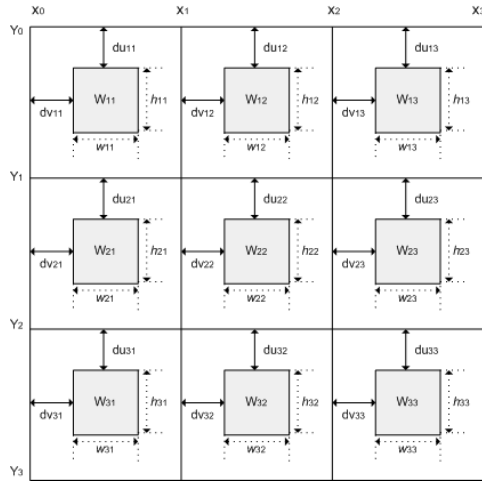 X0 X1 X2 X3
Y0
du11 du12 du13
W11 h11 W12 h12 W13 h13
dv11 dv12 dv13
w11 w12 w13
Y1
du21 du22 du23
W21 h21 W22 h22 W23 h23
dv21 dv22 dv23
w21 w22 w23
Y2
du31 du32 du33
W31 h31 W32 h32 W33 h33
dv31 dv32 dv33
w31 w32 w33
Y3